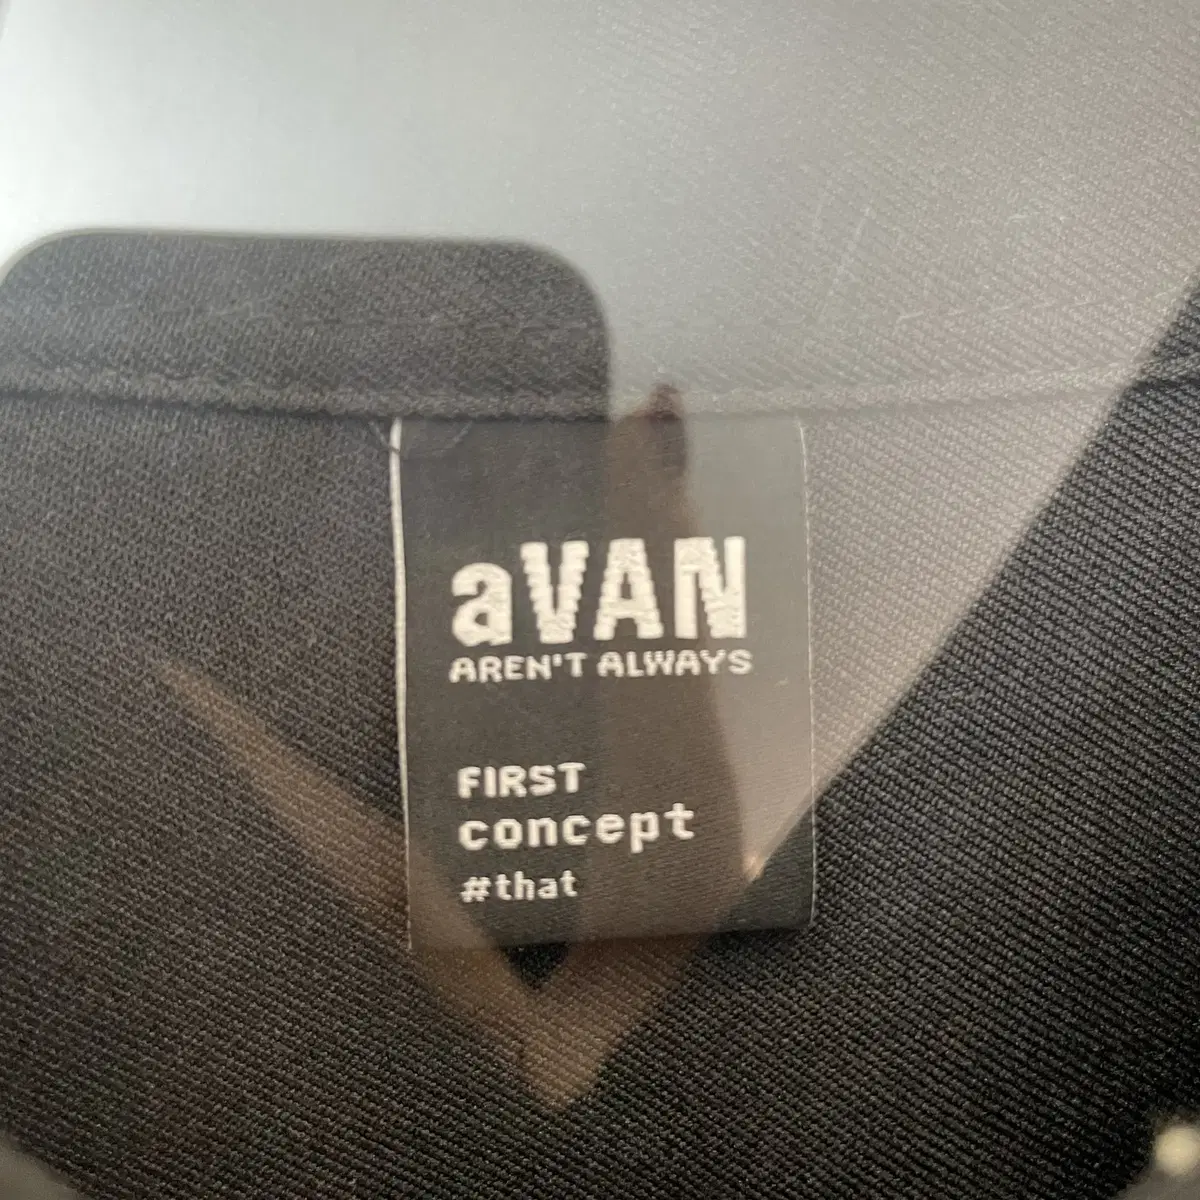 aVAN
AREN'T ALWAYS
FIRST
concept
#that